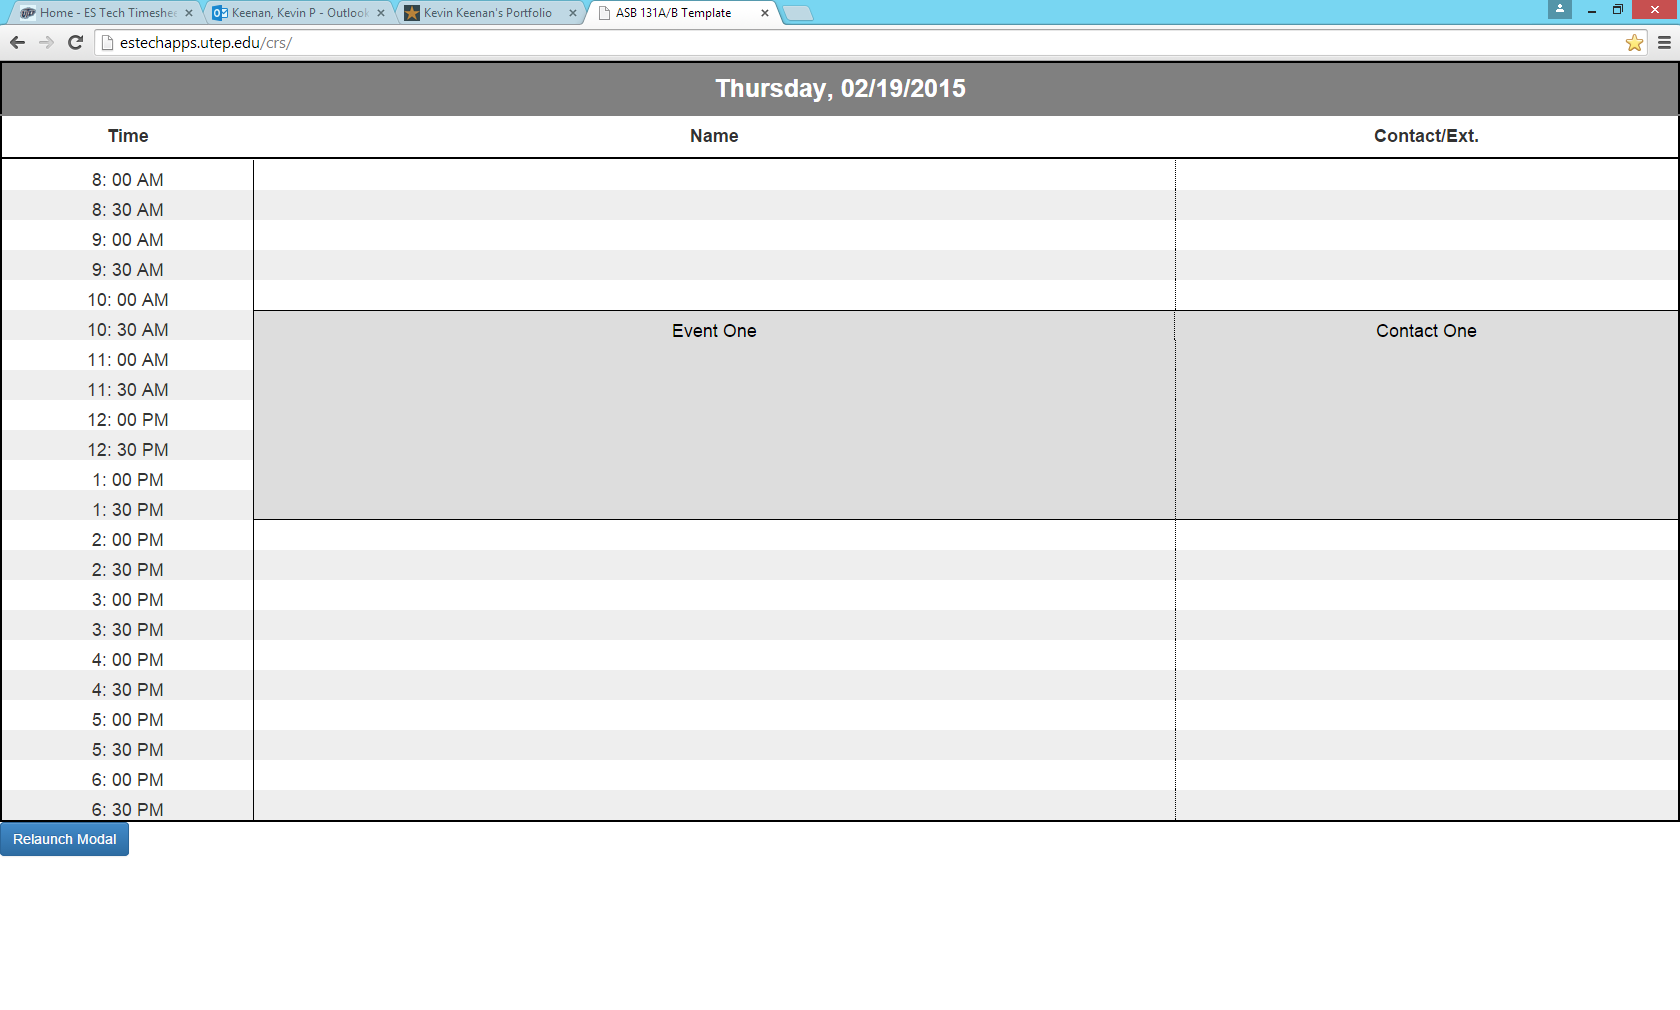 Home - ES Tech Timeshee
Keenan, Kevin P - Outlook
Kevin Keenan's Portfolio
ASB 131A/B Template
estechapps.utep.edu/crs/
Thursday, 02/19/2015
Time Name Contact/Ext.
8: 00 AM
8: 30 AM
9: 00 AM
9: 30 AM
10: 00 AM
10: 30 AM Event One Contact One
11: 00 AM
11: 30 AM
12: 00 PM
12: 30 PM
1: 00 PM
1: 30 PM
2: 00 PM
2: 30 PM
3: 00 PM
3: 30 PM
4: 00 PM
4: 30 PM
5: 00 PM
5: 30 PM
6: 00 PM
6: 30 PM
Relaunch Modal